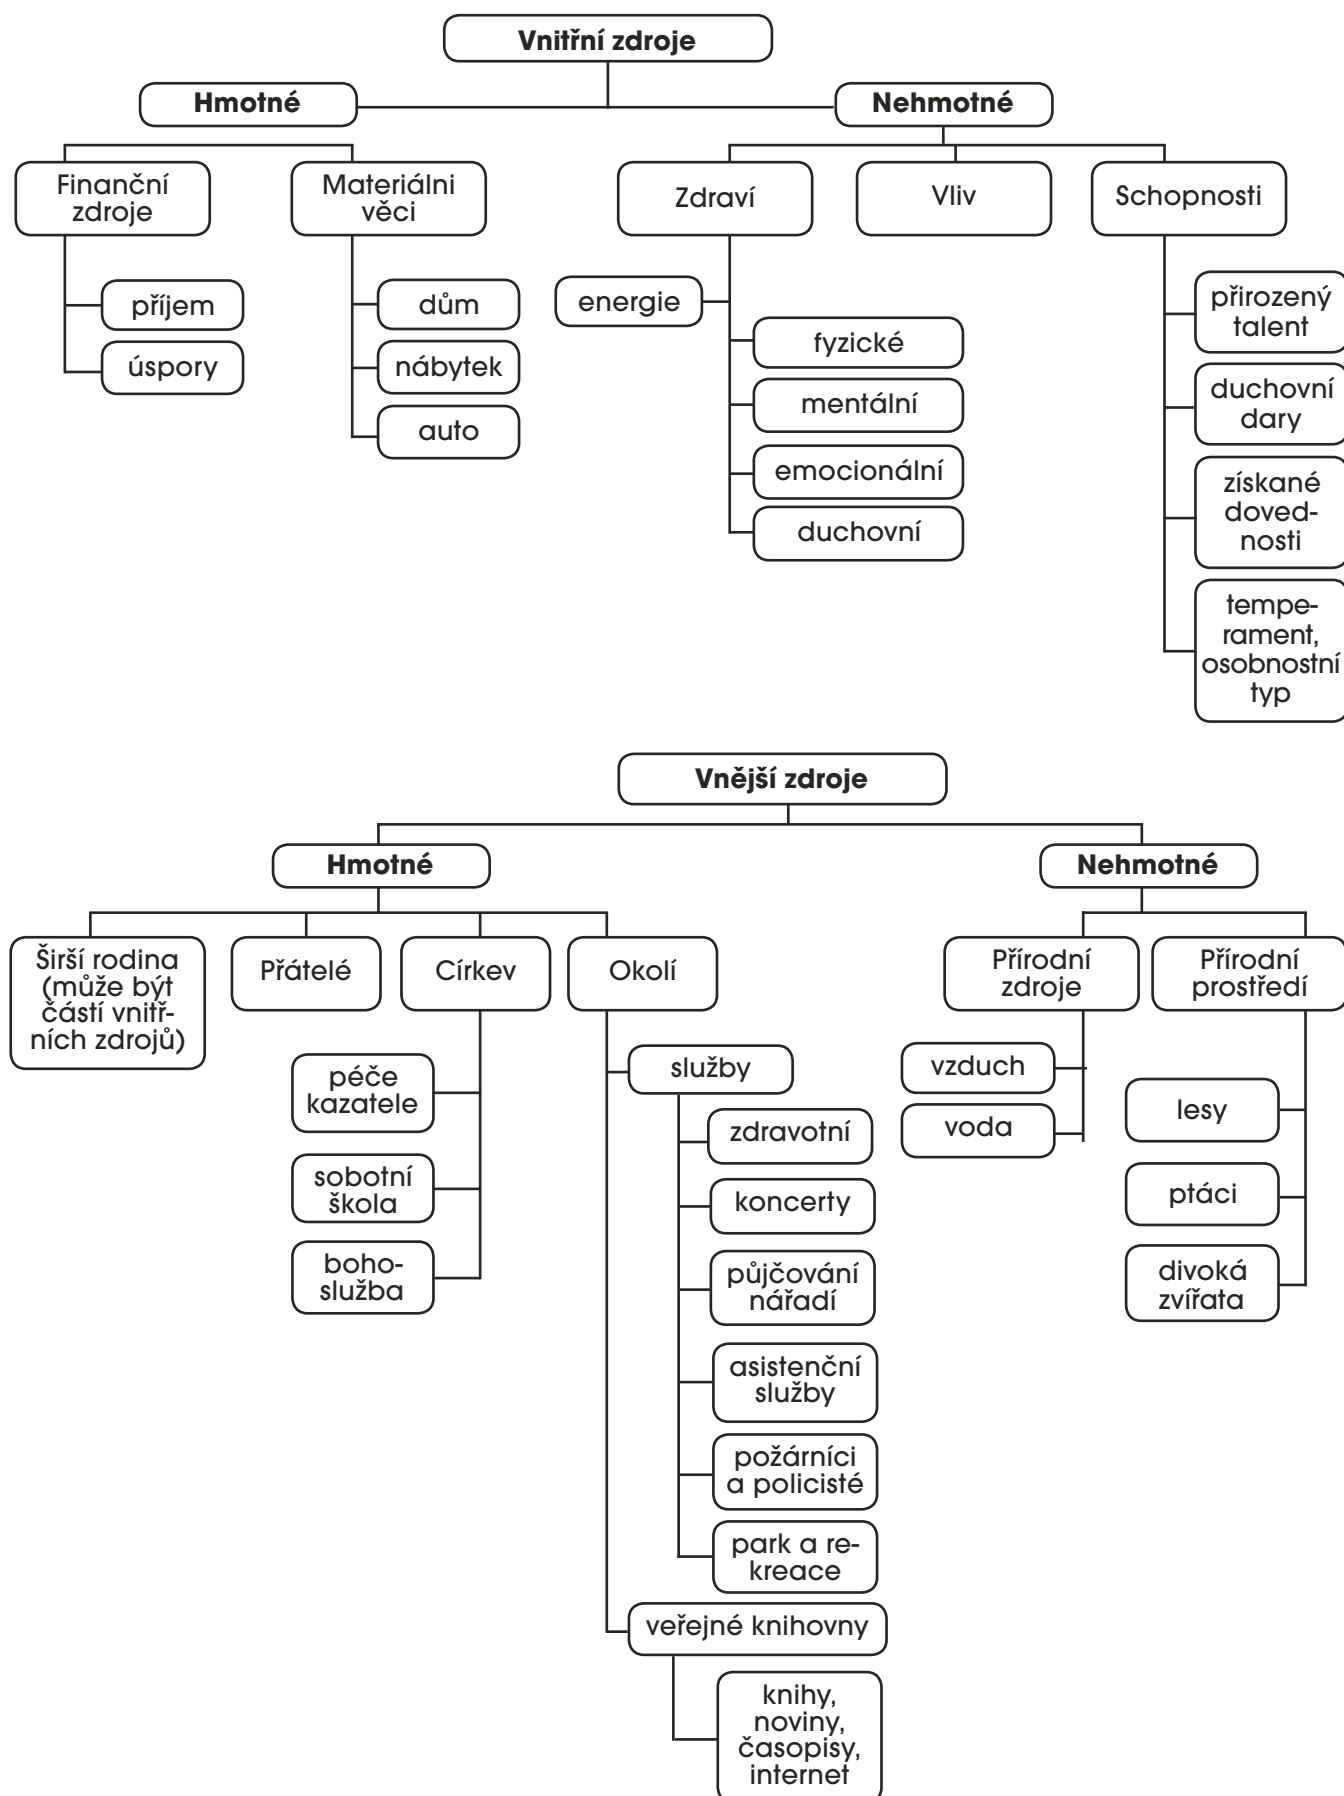 Vnitřní zdroje
Hmotné
Nehmotné
Finanční
zdroje
Materiálni
věci
Zdraví
Vliv
Schopnosti
příjem
úspory
dům
nábytek
auto
energie
fyzické
mentální
emocionální
duchovní
přirozený
talent
duchovní
dary
získané
doved-
nosti
tempe-
rament,
osobnostní
typ
Vnější zdroje
Hmotné
Nehmotné
Širší rodina
(může být
částí vnitř-
ních zdrojů)
Přátelé
Církev
Okolí
Přírodní
zdroje
Přírodní
prostředí
péče
kazatele
sobotní
škola
boho-
služba
služby
zdravotní
koncerty
půjčování
nářadí
asistenční
služby
požárníci
a policisté
park a re-
kreace
veřejné knihovny
knihy,
noviny,
časopisy,
internet
vzduch
voda
lesy
ptáci
divoká
zvířata